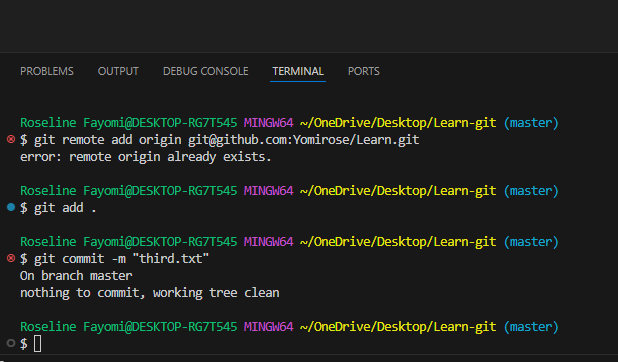 PROBLEMS OUTPUT DEBUG CONSOLE TERMINAL PORTS
Roseline Fayomi@DESKTOP-RG7T545 MINGW64 ~/OneDrive/Desktop/Learn-git (master)
$ git remote add origin git@github.com:Yomirose/Learn.git
error: remote origin already exists.
Roseline Fayomi@DESKTOP-RG7T545 MINGW64 ~/OneDrive/Desktop/Learn-git (master)
$ git add .
Roseline Fayomi@DESKTOP-RG7T545 MINGW64 ~/OneDrive/Desktop/Learn-git (master)
$ git commit -m "third.txt"
On branch master
nothing to commit, working tree clean
Roseline Fayomi@DESKTOP-RG7T545 MINGW64 ~/OneDrive/Desktop/Learn-git (master)
$